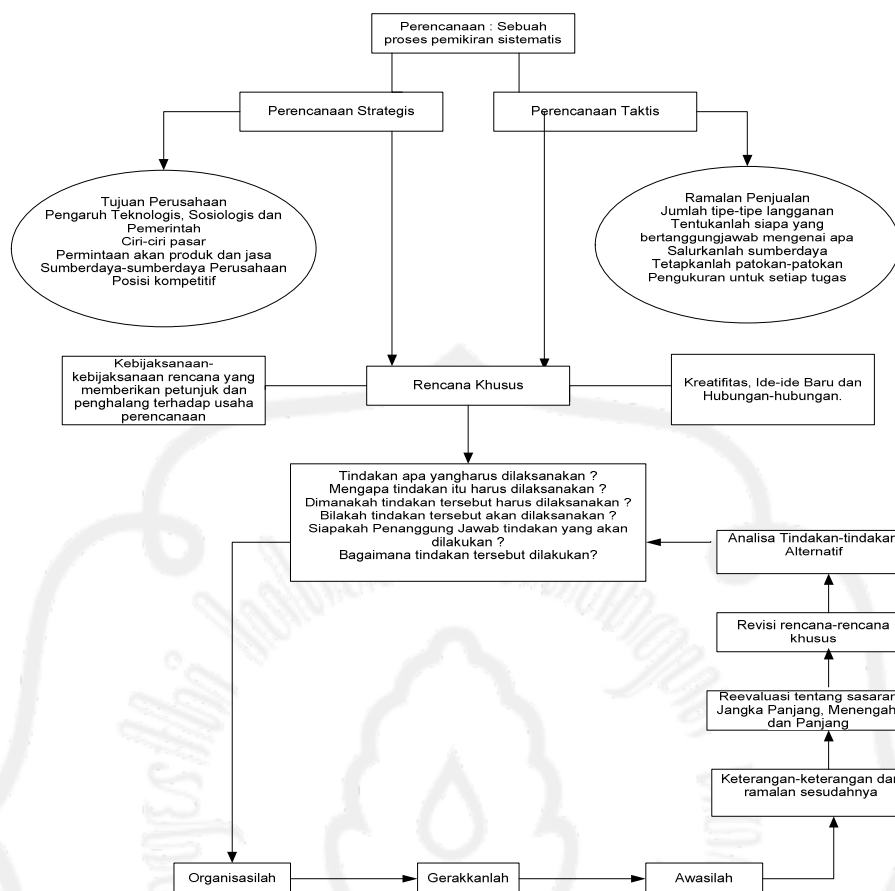 Perencanaan : Sebuah
proses pemikiran sistematis
Perencanaan Strategis
Perencanaan Taktis
Tujuan Perusahaan
Pengaruh Teknologis, Sosiologis dan
Pemerintah
Ciri-ciri pasar
Permintaan akan produk dan jasa
Sumberdaya-sumberdaya Perusahaan
Posisi kompetitif
Ramalan Penjualan
Jumlah tipe-tipe langganan
Tentukanlah siapa yang
bertanggungjawab mengenai apa
Salurkanlah sumberdaya
Tetapkanlah patokan-patokan
Pengukuran untuk setiap tugas
Kebijaksanaan-
kebijaksanaan rencana yang
memberikan petunjuk dan
penghalang terhadap usaha
perencanaan
Rencana Khusus
Kreatifitas, Ide-ide Baru dan
Hubungan-hubungan.
Tindakan apa yangharus dilaksanakan ?
Mengapa tindakan itu harus dilaksanakan ?
Dimanakah tindakan tersebut harus dilaksanakan ?
Bilakah tindakan tersebut akan dilaksanakan ?
Siapakah Penanggung Jawab tindakan yang akan
dilakukan ?
Bagaimana tindakan tersebut dilakukan?
Analisa Tindakan-tindakan
Alternatif
Revisi rencana-rencana
khusus
Reevaluasi tentang sasaran
Jangka Panjang, Menengah
dan Panjang
Keterangan-keterangan dan
ramalan sesudahnya
Organisasilah
Gerakkanlah
Awasilah